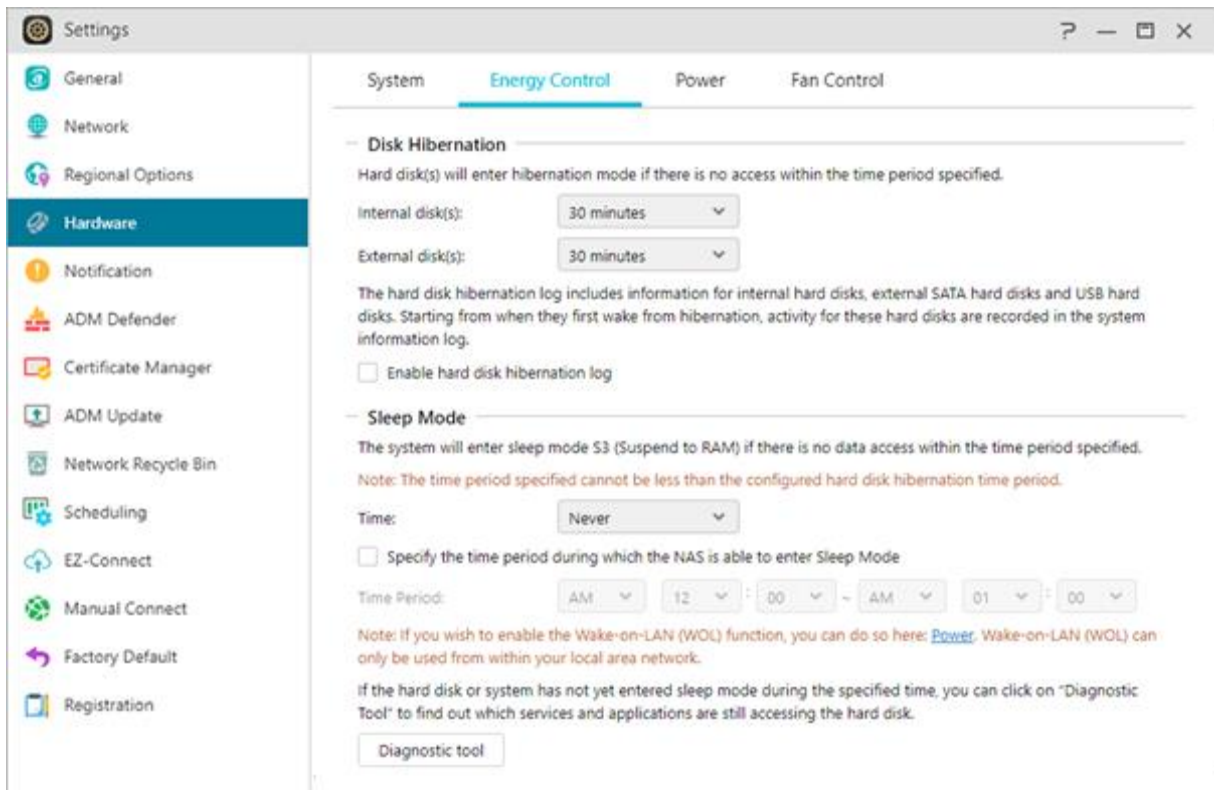 Settings
General
Network
Regional Options
Hardware
Notification
ADM Defender
Certificate Manager
ADM Update
Network Recycle Bin
Scheduling
EZ-Connect
Manual Connect
Factory Default
Registration
System Energy Control Power Fan Control
Disk Hibernation
Hard disk(s) will enter hibernation mode if there is no access within the time period specified.
Internal disk(s): 30 minutes
External disk(s): 30 minutes
The hard disk hibernation log includes information for internal hard disks, external SATA hard disks and USB hard
disks. Starting from when they first wake from hibernation, activity for these hard disks are recorded in the system
information log.
Enable hard disk hibernation log
Sleep Mode
The system will enter sleep mode S3 (Suspend to RAM) if there is no data access within the time period specified.
Note: The time period specified cannot be less than the configured hard disk hibernation time period.
Time: Never
Specify the time period during which the NAS is able to enter Sleep Mode
Time Period: AM 12 : 00 ~ AM 01 : 00
Note: If you wish to enable the Wake-on-LAN (WOL) function, you can do so here: Power. Wake-on-LAN (WOL) can
only be used from within your local area network.
If the hard disk or system has not yet entered sleep mode during the specified time, you can click on "Diagnostic
Tool" to find out which services and applications are still accessing the hard disk.
Diagnostic tool